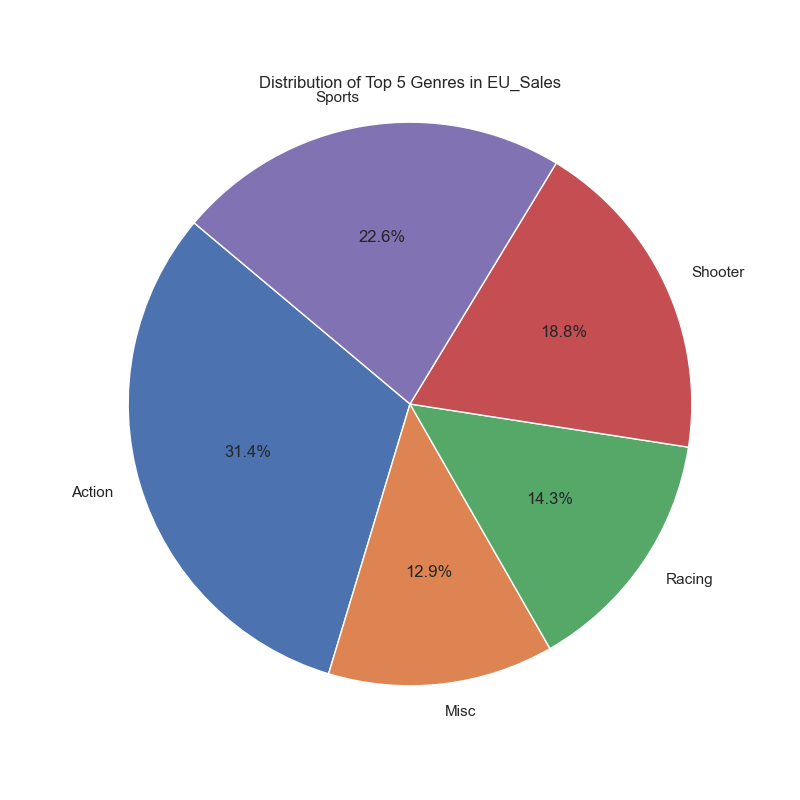 Distribution of Top 5 Genres in EU_Sales
Sports
22.6%
Shooter
18.8%
31.4%
Action
14.3%
12.9%
Racing
Misc